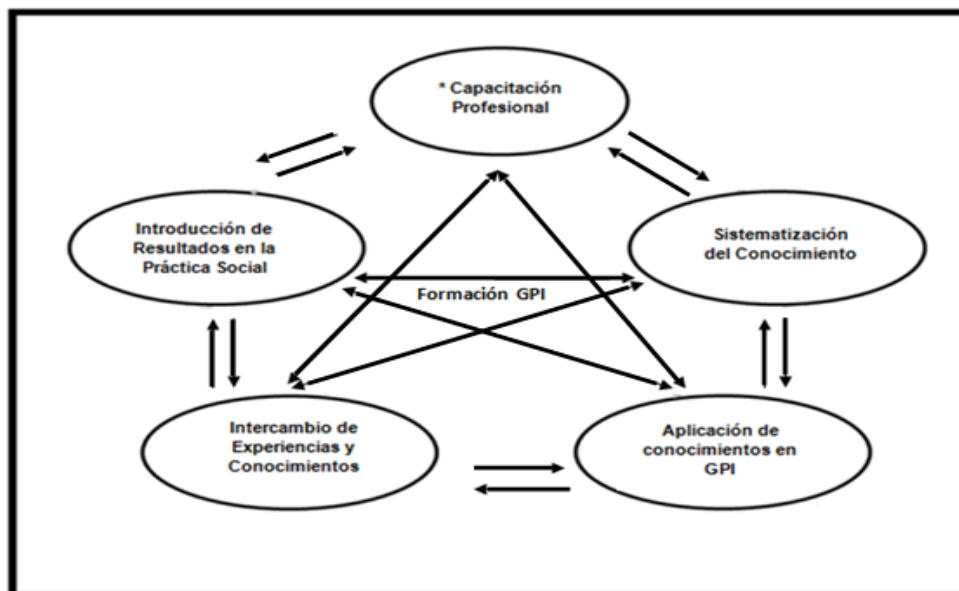 * Capacitación
Profesional
Introducción de
Resultados en la
Práctica Social
Sistematización
del Conocimiento
Formación GPI
Intercambio de
Experiencias y
Conocimientos
Aplicación de
conocimientos en
GPI